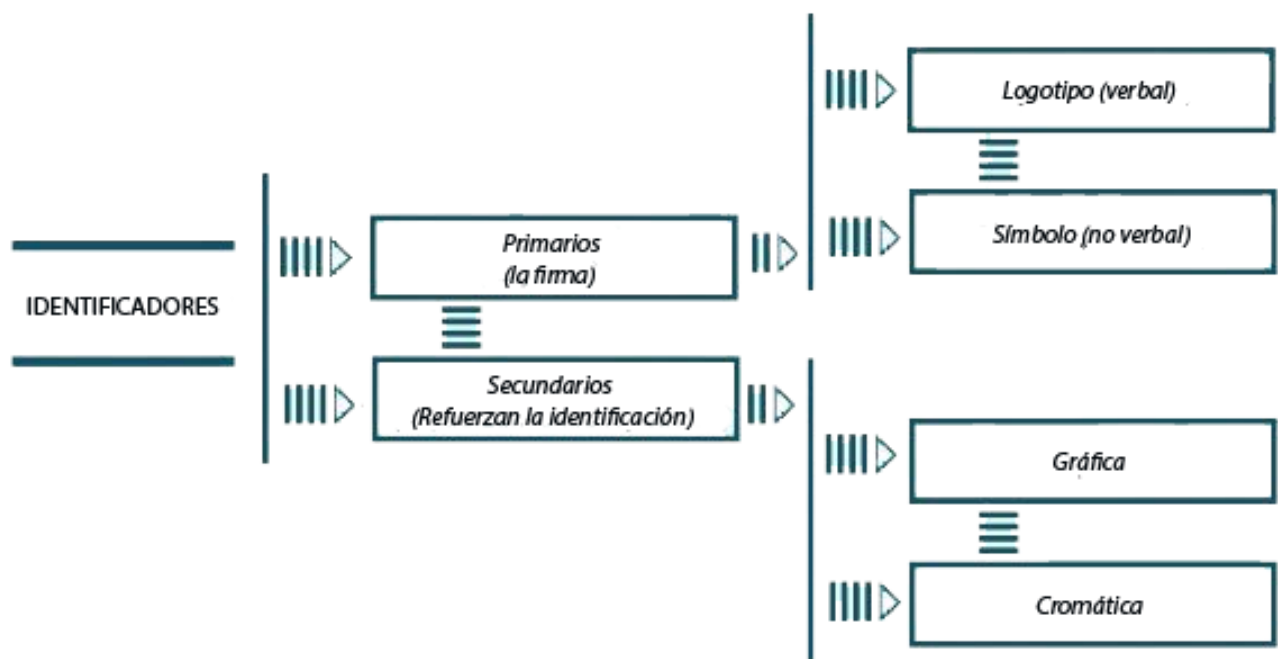 IDENTIFICADORES
Primarios
(la firma)
Secundarios
(Refuerzan la identificación)
Logotipo (verbal)
Símbolo (no verbal)
Gráfica
Cromática